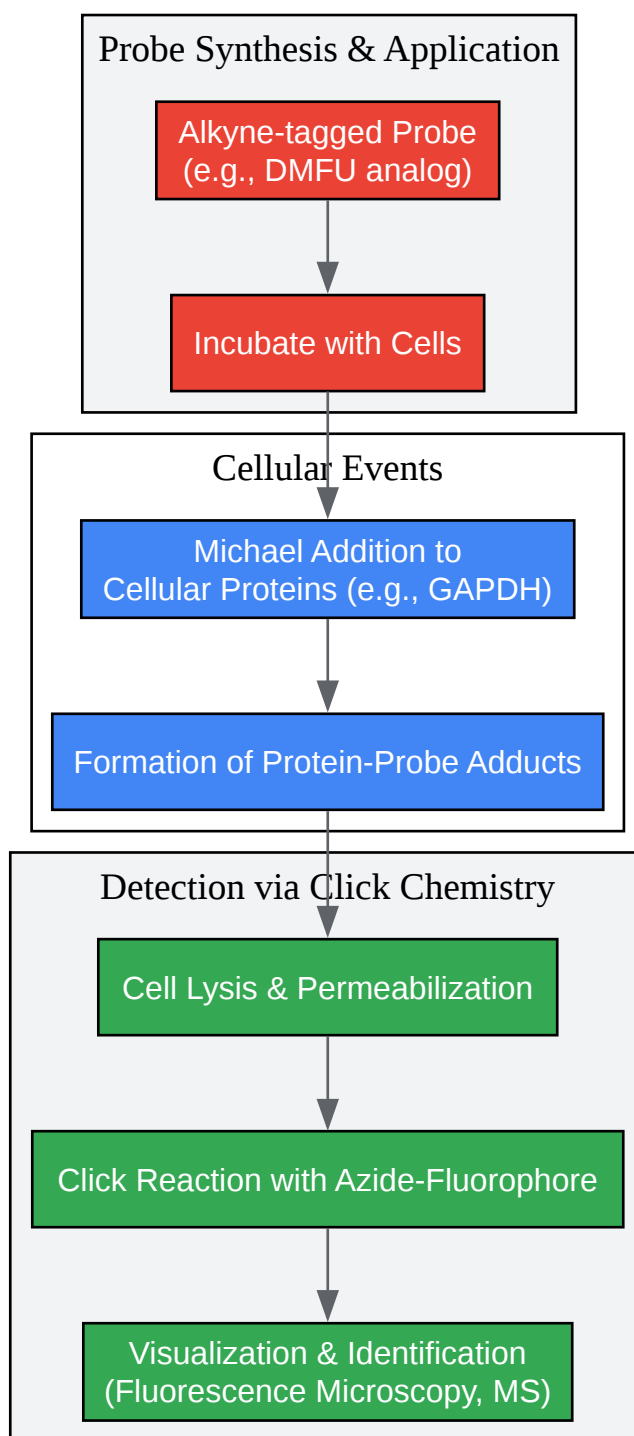 Probe Synthesis & Application
Alkyne-tagged Probe
(e.g., DMFU analog)
Incubate with Cells
Cellular Events
Michael Addition to
Cellular Proteins (e.g., GAPDH)
Formation of Protein-Probe Adducts
Detection via Click Chemistry
Cell Lysis & Permeabilization
Click Reaction with Azide-Fluorophore
Visualization & Identification
(Fluorescence Microscopy, MS)